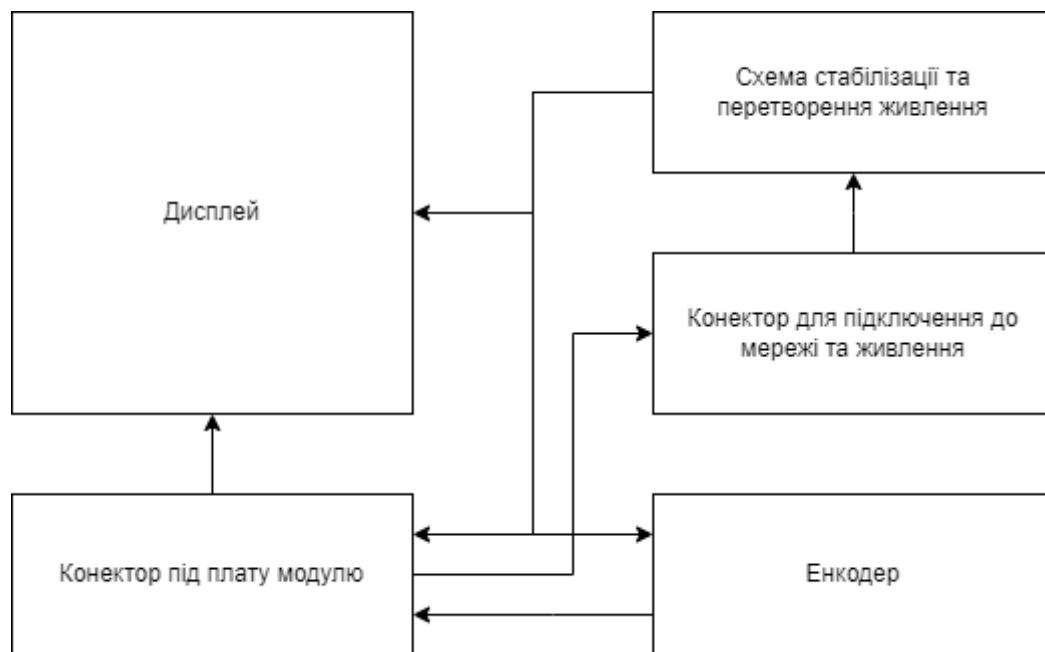 Схема стабілізації та
перетворення живлення
Дисплей
Конектор для підключення до
мережі та живлення
Конектор під плату модулю
Енкодер